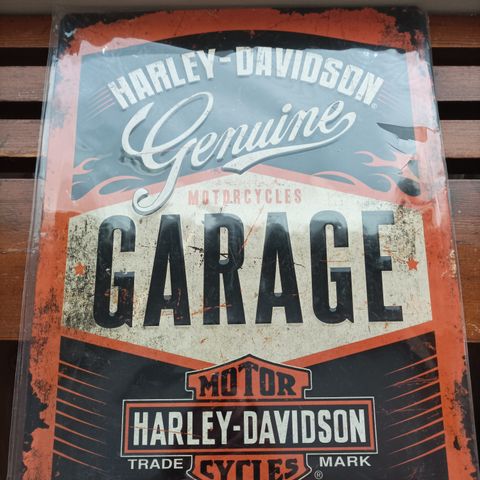 HARLEY-DAVIDSON®
Genuine
MOTORCYCLES
GARAGE
MOTOR
HARLEY-DAVIDSON
TRADE MARK
CYCLES®